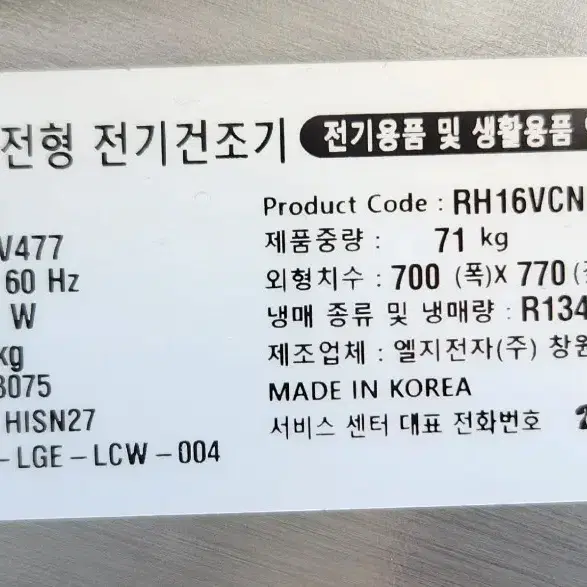 전형 전기건조기 전기용품 및 생활용품
Product Code : RH16VCN
V477 제품중량 : 71 kg
60 Hz 외형치수 : 700 (폭)X 770
W 냉매 종류 및 냉매량 : R134
kg 제조업체 : 엘지전자(주) 창원
3075 MADE IN KOREA
HISN27 서비스 센터 대표 전화번호 ☎
-LGE-LCW-004